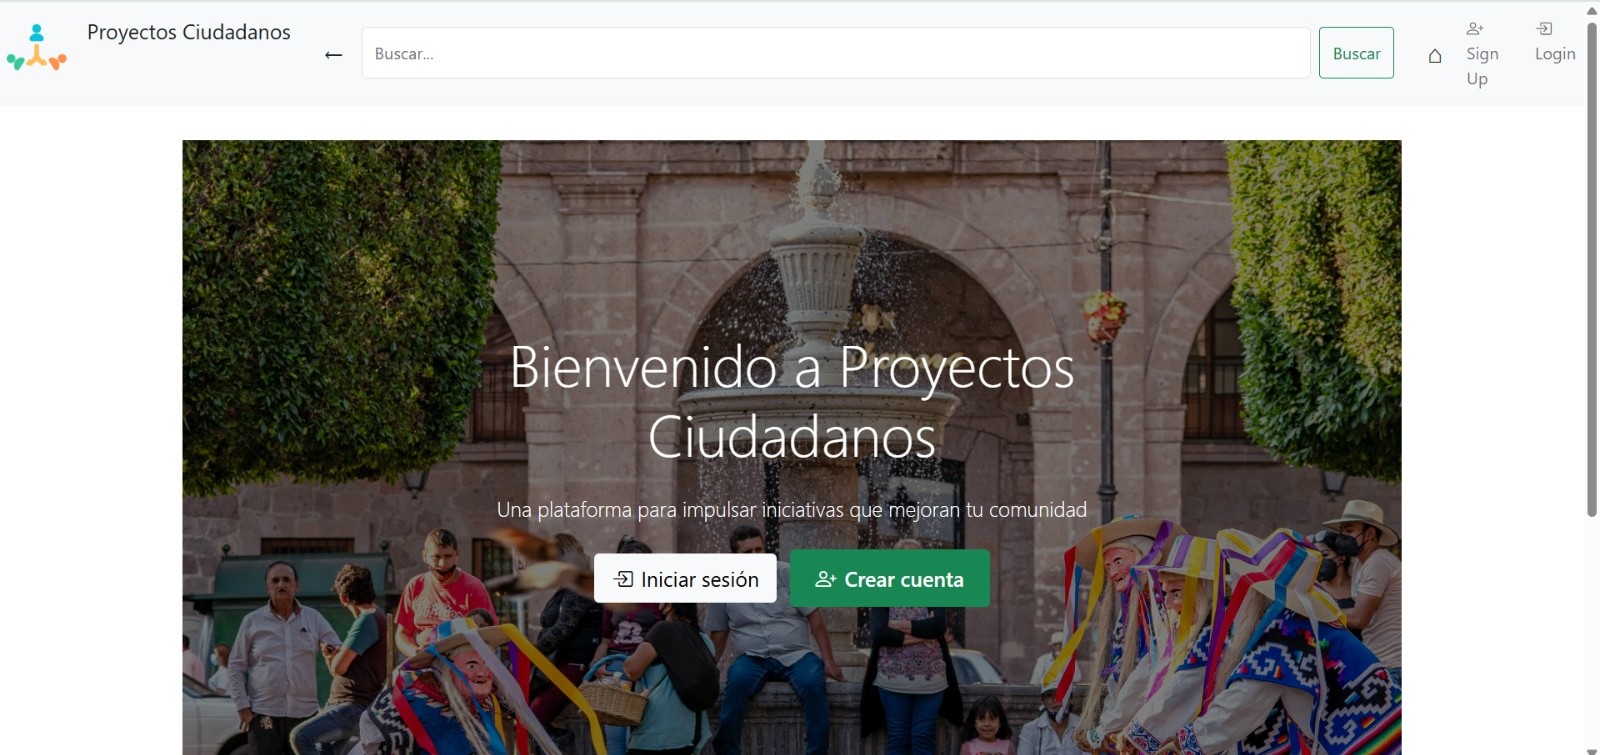 Proyectos Ciudadanos
Buscar...
Buscar
Sign
Up
Login
Bienvenido a Proyectos
Ciudadanos
Una plataforma para impulsar iniciativas que mejoran tu comunidad
Iniciar sesión
Crear cuenta